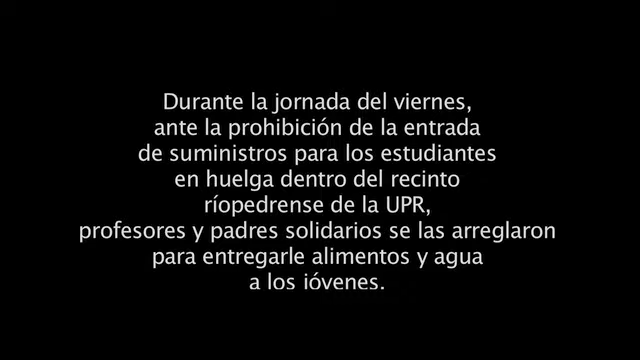 Durante la jornada del viernes,
ante la prohibición de la entrada
de suministros para los estudiantes
en huelga dentro del recinto
ríopedrense de la UPR,
profesores y padres solidarios se las arreglaron
para entregarle alimentos y agua
a los jóvenes.